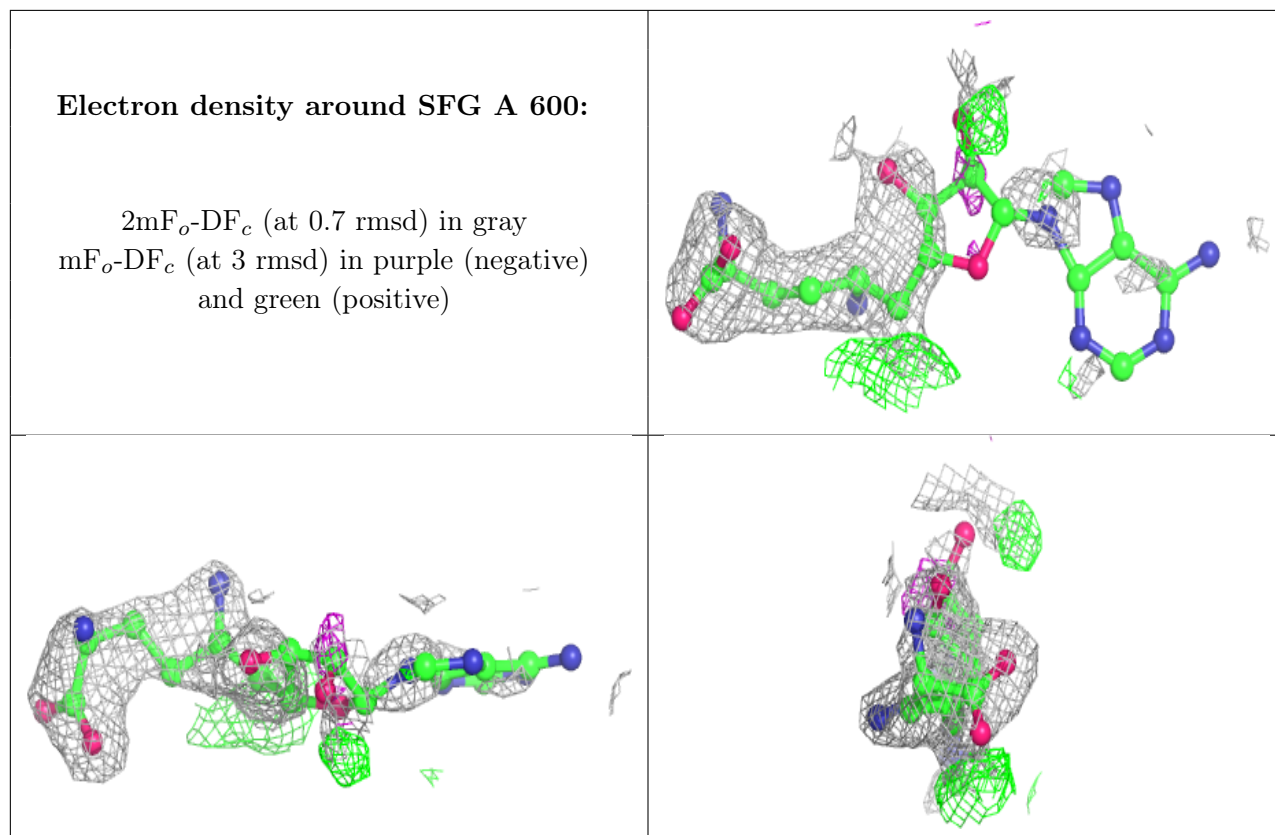 Electron density around SFG A 600:
2mFo-DFc (at 0.7 rmsd) in gray
mFo-DFc (at 3 rmsd) in purple (negative)
and green (positive)